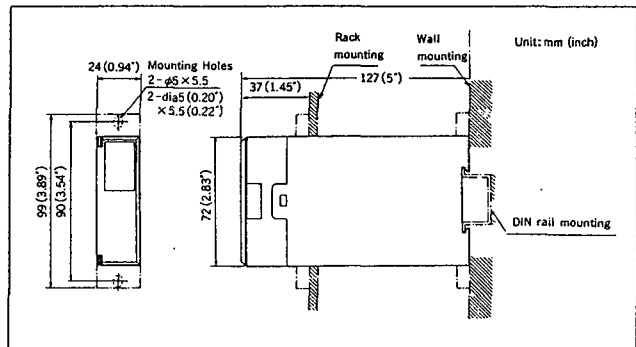 Rack
mounting
Wall
mounting
Unit: mm (inch)
24 (0.94")
Mounting Holes
2-φ5×5.5
2-dia5(0.20")
×5.5(0.22")
37 (1.45")
127 (5")
99 (3.89")
90 (3.54")
72 (2.83")
DIN rail mounting